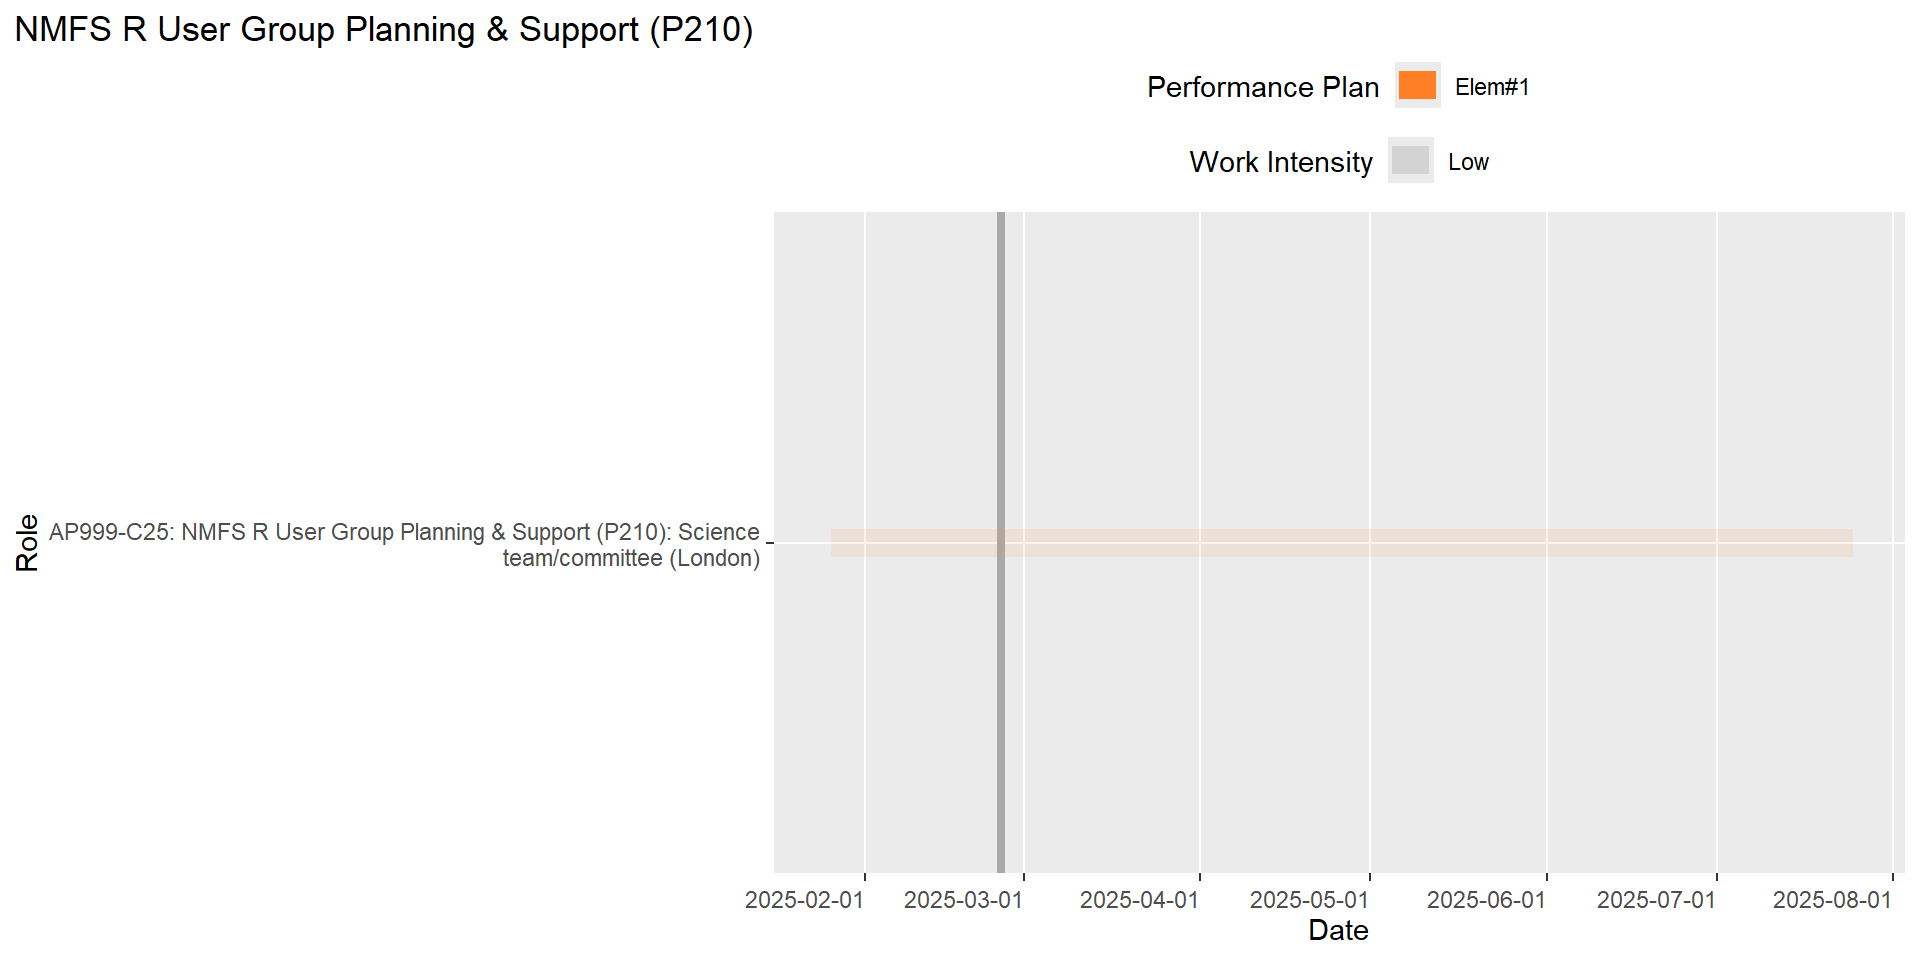 NMFS R User Group Planning & Support (P210)
Performance Plan
Elem#1
Work Intensity
Low
Role
AP999-C25: NMFS R User Group Planning & Support (P210): Science
team/committee (London)
2025-02-01
2025-03-01
2025-04-01
2025-05-01
2025-06-01
2025-07-01
2025-08-01
Date